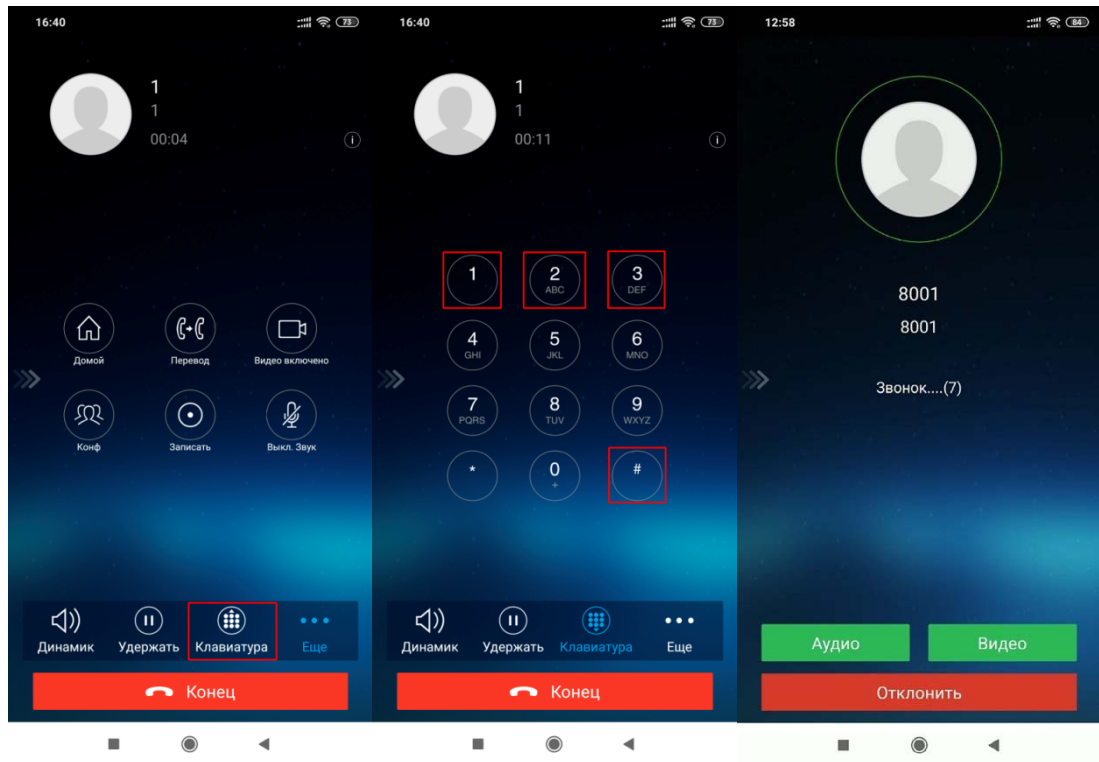 16:40
73
1
1
00:04
Домой
Перевод
Видео включено
Конф
Записать
Выкл. Звук
Динамик
Удержать
Клавиатура
Еще
Конец
16:40
73
1
1
00:11
1
2
ABC
3
DEF
4
GHI
5
JKL
6
MNO
7
PQRS
8
TUV
9
WXYZ
*
0
+
#
Динамик
Удержать
Клавиатура
Еще
Конец
12:58
84
8001
8001
Звонок....(7)
Аудио
Видео
Отклонить